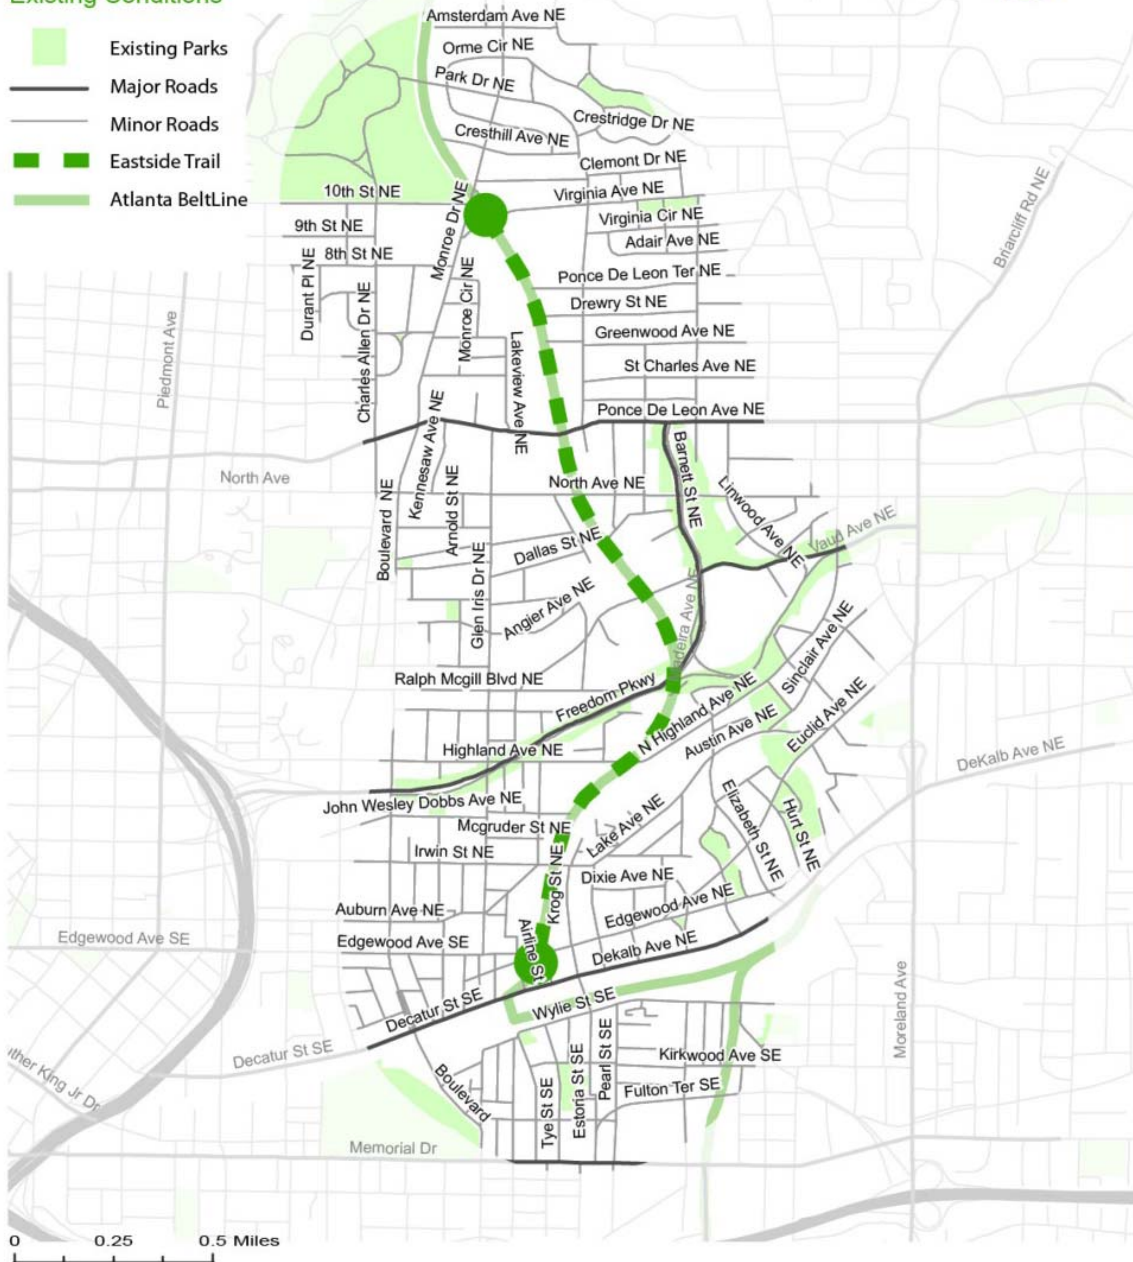 Existing Conditions
Existing Parks
Major Roads
Minor Roads
Eastside Trail
Atlanta BeltLine
Amsterdam Ave NE
Orme Cir NE
Park Dr NE
Crestridge Dr NE
Cresthill Ave NE
Clemont Dr NE
10th St NE
Virginia Ave NE
Monroe Dr NE
Virginia Cir NE
9th St NE
Adair Ave NE
8th St NE
Briarcliff Rd NE
Ponce De Leon Ter NE
Durant Pl NE
Charles Allen Dr NE
Monroe Cir NE
Drewry St NE
Greenwood Ave NE
Piedmont Ave
Lakeview Ave NE
St Charles Ave NE
Ponce De Leon Ave NE
Kennesaw Ave NE
Barnett St NE
North Ave
North Ave NE
Linwood Ave NE
Boulevard NE
Arnold St NE
Vaud Ave NE
Dallas St NE
Glen Iris Dr NE
Angier Ave NE
deira Ave NE
Sinclair Ave NE
Ralph Mcgill Blvd NE
Freedom Pkwy
N Highland Ave NE
Austin Ave NE
Euclid Ave NE
Highland Ave NE
DeKalb Ave NE
John Wesley Dobbs Ave NE
Elizabeth St NE
Hurt St NE
Mcgruder St NE
Lake Ave NE
Irwin St NE
Krog St NE
Dixie Ave NE
Auburn Ave NE
Edgewood Ave NE
Edgewood Ave SE
Edgewood Ave SE
Airline St
Dekalb Ave NE
Moreland Ave
Decatur St SE
Wylie St SE
Decatur St SE
ther King Jr Dr
Boulevard
Tye St SE
Estoria St SE
Pearl St SE
Kirkwood Ave SE
Fulton Ter SE
Memorial Dr
0 0.25 0.5 Miles